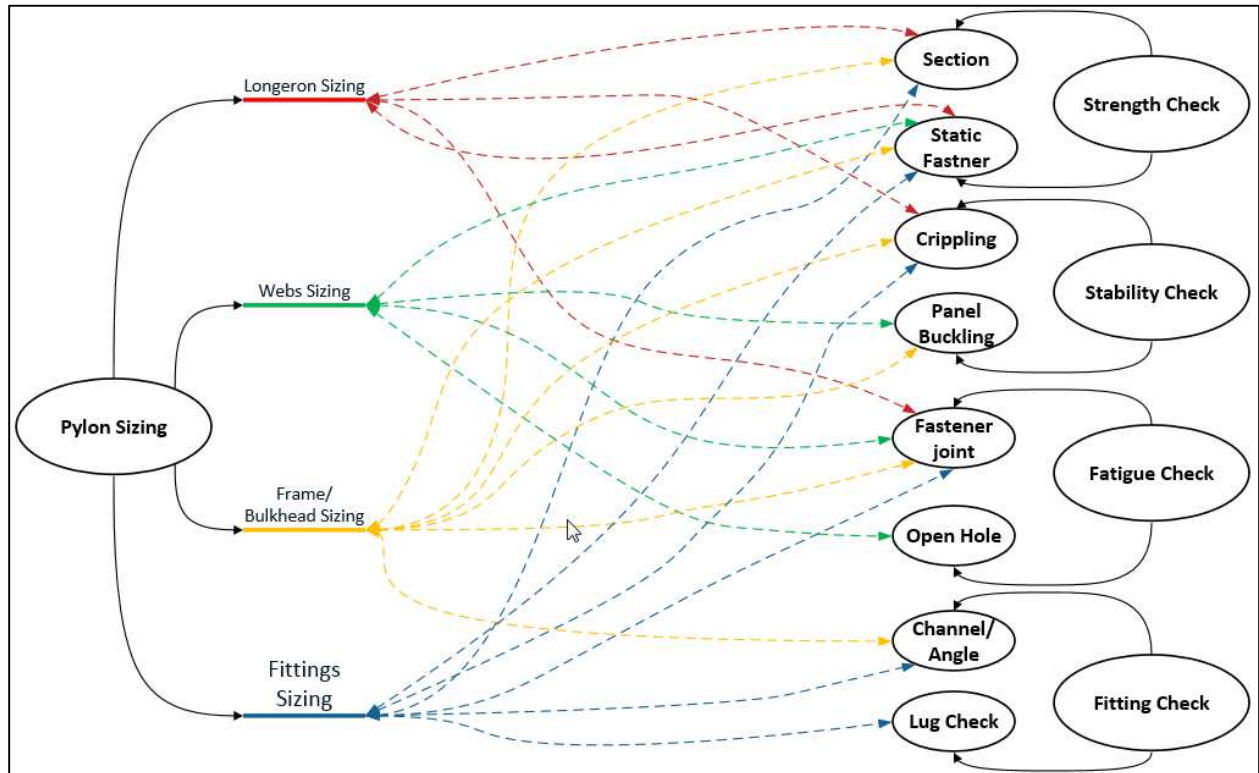 Longeron Sizing
Webs Sizing
Pylon Sizing
Frame/
Bulkhead Sizing
Fittings
Sizing
Section
Static
Fastner
Crippling
Panel
Buckling
Fastener
joint
Open Hole
Channel/
Angle
Lug Check
Strength Check
Stability Check
Fatigue Check
Fitting Check